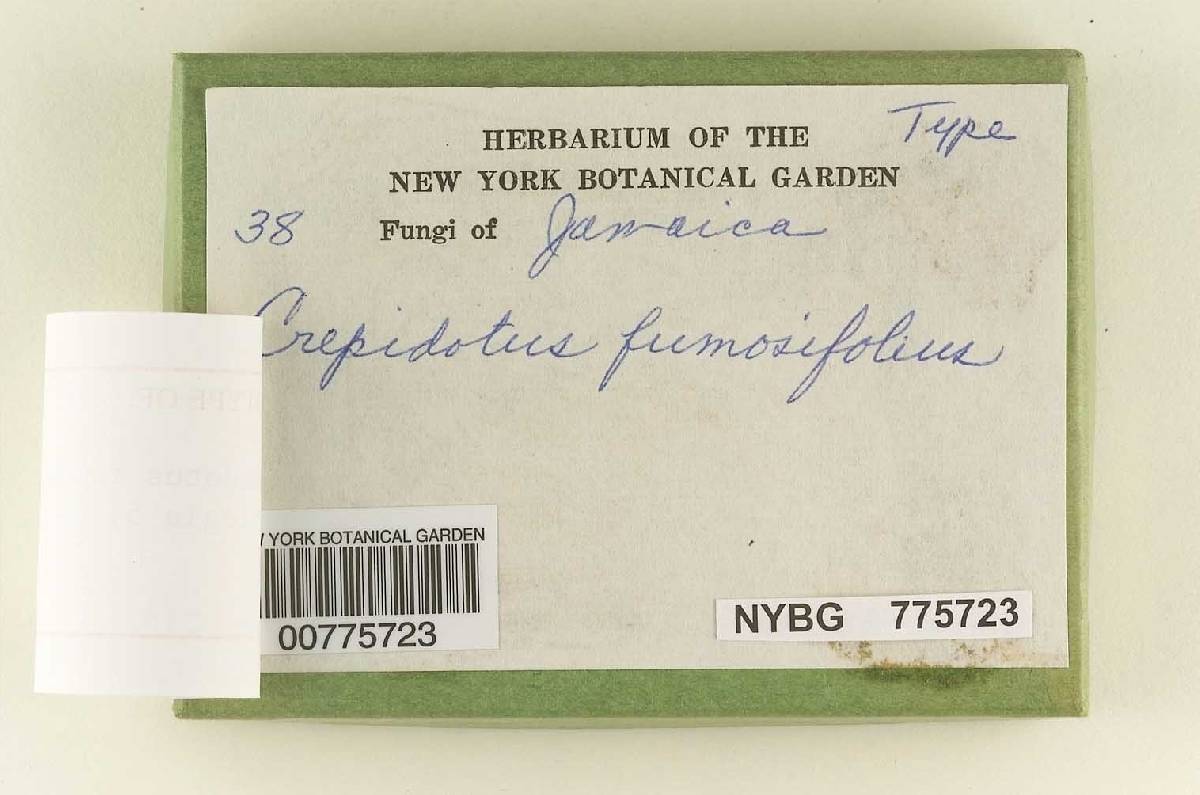 Type
HERBARIUM OF THE
NEW YORK BOTANICAL GARDEN
38 Fungi of Jamaica
Crepidotus fumosifolius
YORK BOTANICAL GARDEN
00775723
NYBG 775723